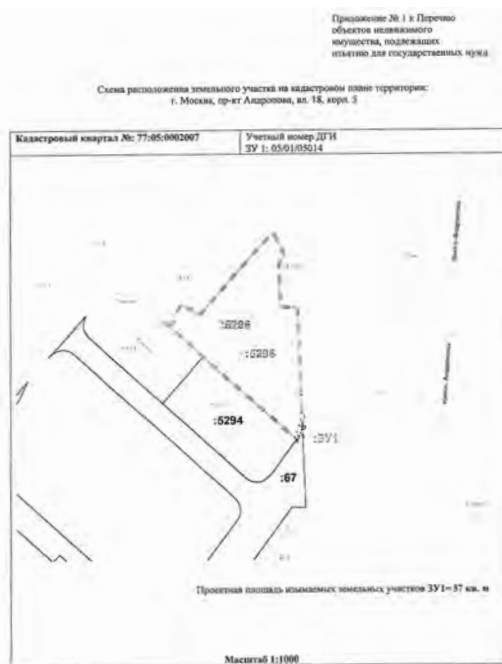 Приложение № 1 к Перечню
объектов недвижимого
имущества, подлежащих
изъятию для государственных нужд
Схема расположения земельного участка на кадастровом плане территории:
г. Москва, пр-кт Андропова, вл. 18, корп. 5
Кадастровый квартал №: 77:05:0002007
Учетный номер ДГИ
ЗУ 1: 05/01/05014
:5296
:5294
:ЗУ1
:67
Проектная площадь изымаемых земельных участков ЗУ1= 57 кв. м
Масштаб 1:1000